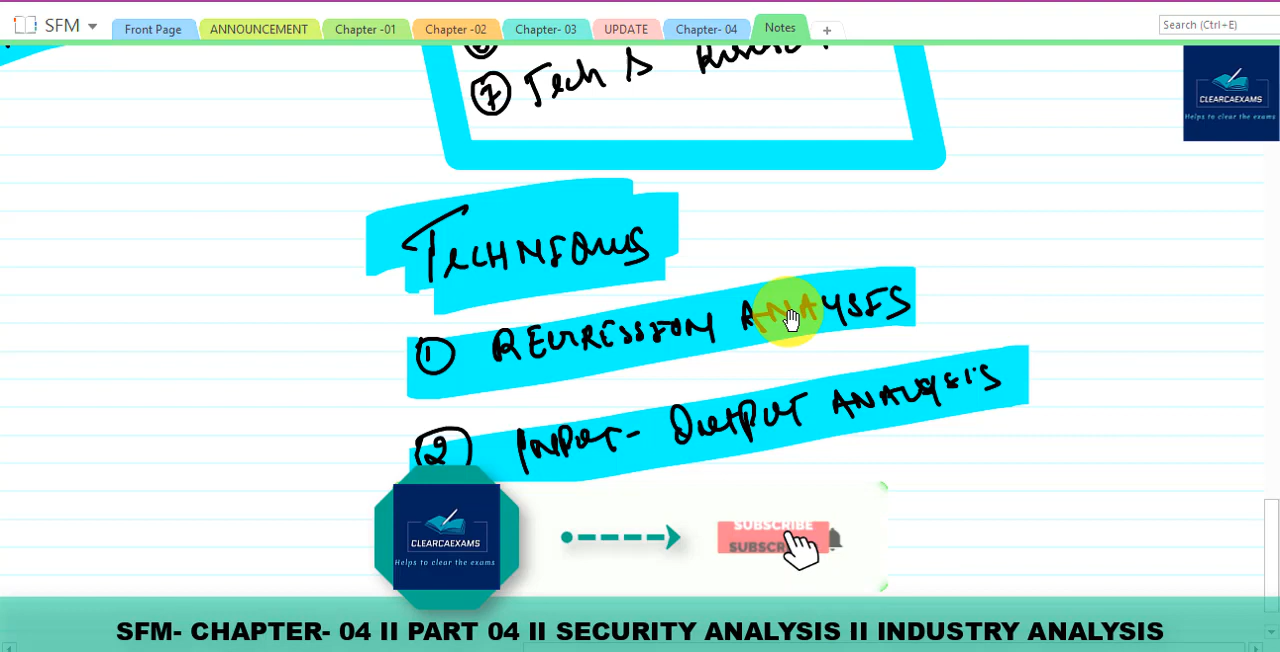 SFM
Front Page ANNOUNCEMENT Chapter -01 Chapter -02 Chapter- 03 UPDATE Chapter- 04 Notes +
Search (Ctrl+E)
CLEARCAEXAMS
Helps to clear the exams
⑦ Tech &
TECHNIQUES
① REGRESSION ANALYSIS
② INPUT- OUTPUT ANALYSIS
CLEARCAEXAMS
Helps to clear the exams
SUBSCRIBE
SFM- CHAPTER- 04 II PART 04 II SECURITY ANALYSIS II INDUSTRY ANALYSIS